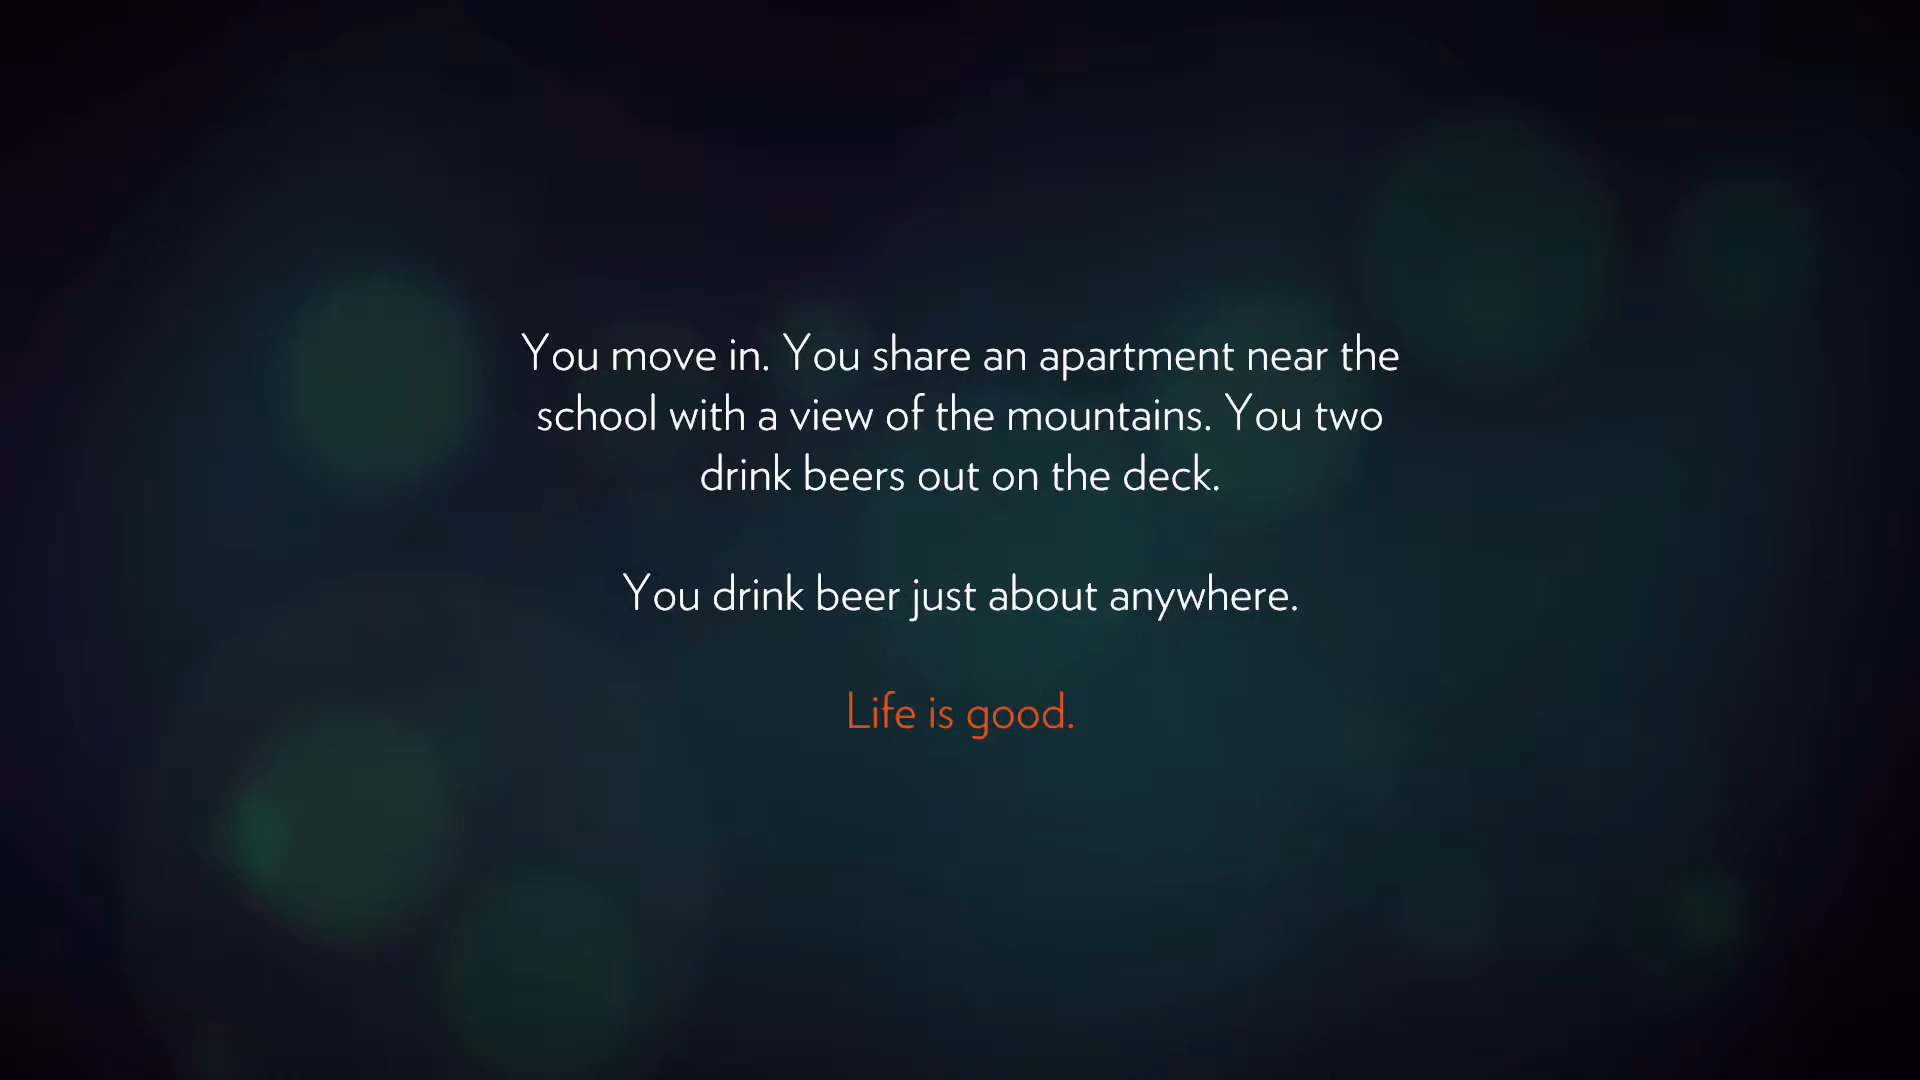 You move in. You share an apartment near the
school with a view of the mountains. You two
drink beers out on the deck.
You drink beer just about anywhere.
Life is good.